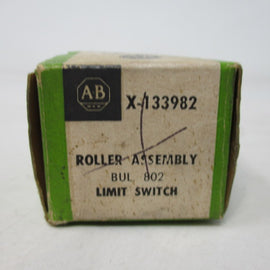 AB
X-133982
ROLLER ASSEMBLY
BUL. 802
LIMIT SWITCH